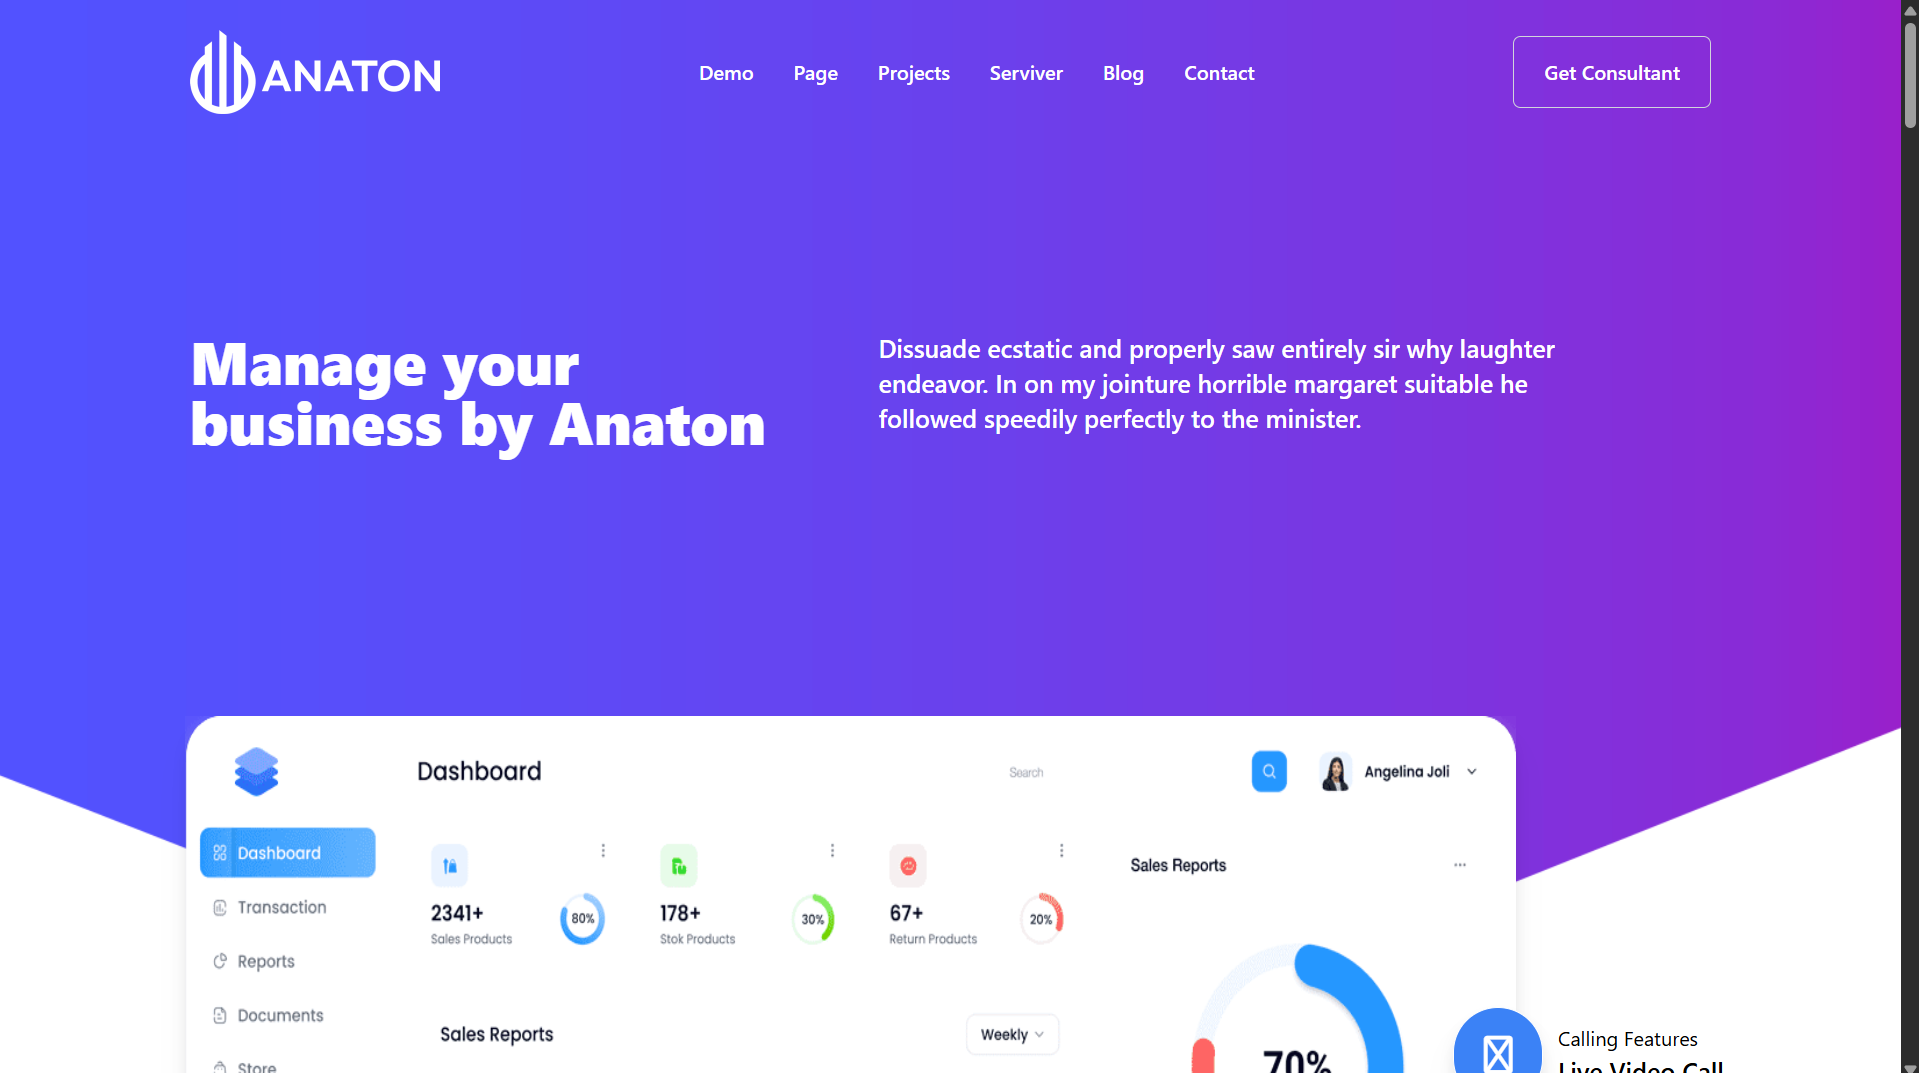 ANATON
Demo
Page
Projects
Serviver
Blog
Contact
Get Consultant
Manage your
business by Anaton
Dissuade ecstatic and properly saw entirely sir why laughter
endeavor. In on my jointure horrible margaret suitable he
followed speedily perfectly to the minister.
Dashboard
Search
Angelina Joli
Dashboard
Transaction
Reports
Documents
Store
2341+
Sales Products
80%
178+
Stok Products
30%
67+
Return Products
20%
Sales Reports
Weekly
Sales Reports
70%
Calling Features
Live Video Call